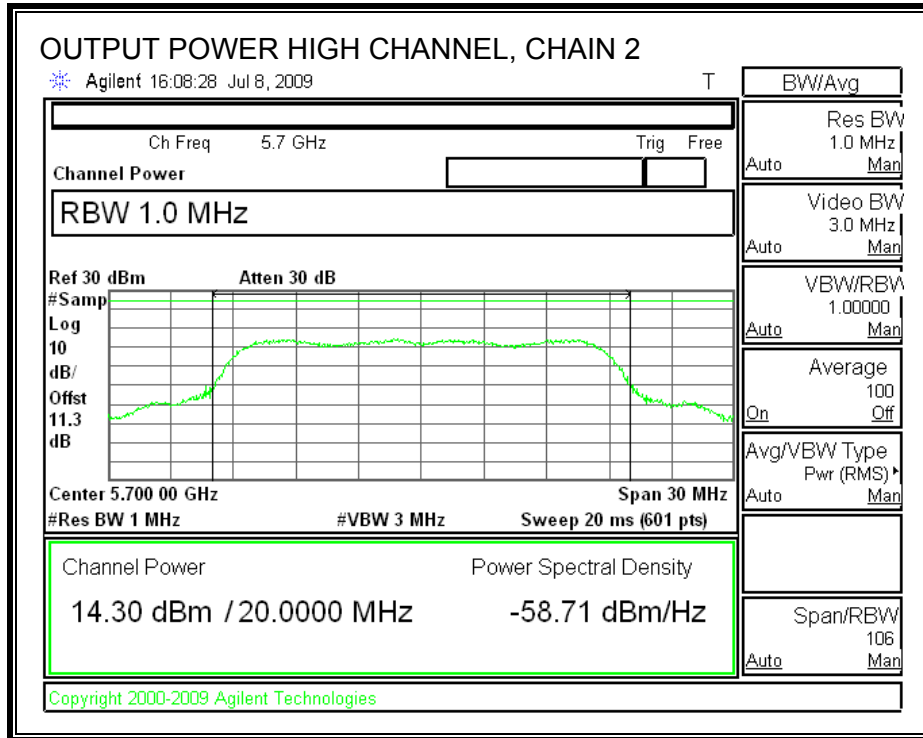 OUTPUT POWER HIGH CHANNEL, CHAIN 2
Agilent 16:08:28 Jul 8, 2009 T
Ch Freq 5.7 GHz Trig Free
Channel Power
RBW 1.0 MHz
Ref 30 dBm Atten 30 dB
#Samp
Log
10
dB/
Offst
11.3
dB
Center 5.700 00 GHz Span 30 MHz
#Res BW 1 MHz #VBW 3 MHz Sweep 20 ms (601 pts)
Channel Power Power Spectral Density
14.30 dBm / 20.0000 MHz -58.71 dBm/Hz
Copyright 2000-2009 Agilent Technologies
BW/Avg
Res BW
1.0 MHz
Auto Man
Video BW
3.0 MHz
Auto Man
VBW/RBW
1.00000
Auto Man
Average
100
On Off
Avg/VBW Type
Pwr (RMS)
Auto Man
Span/RBW
106
Auto Man